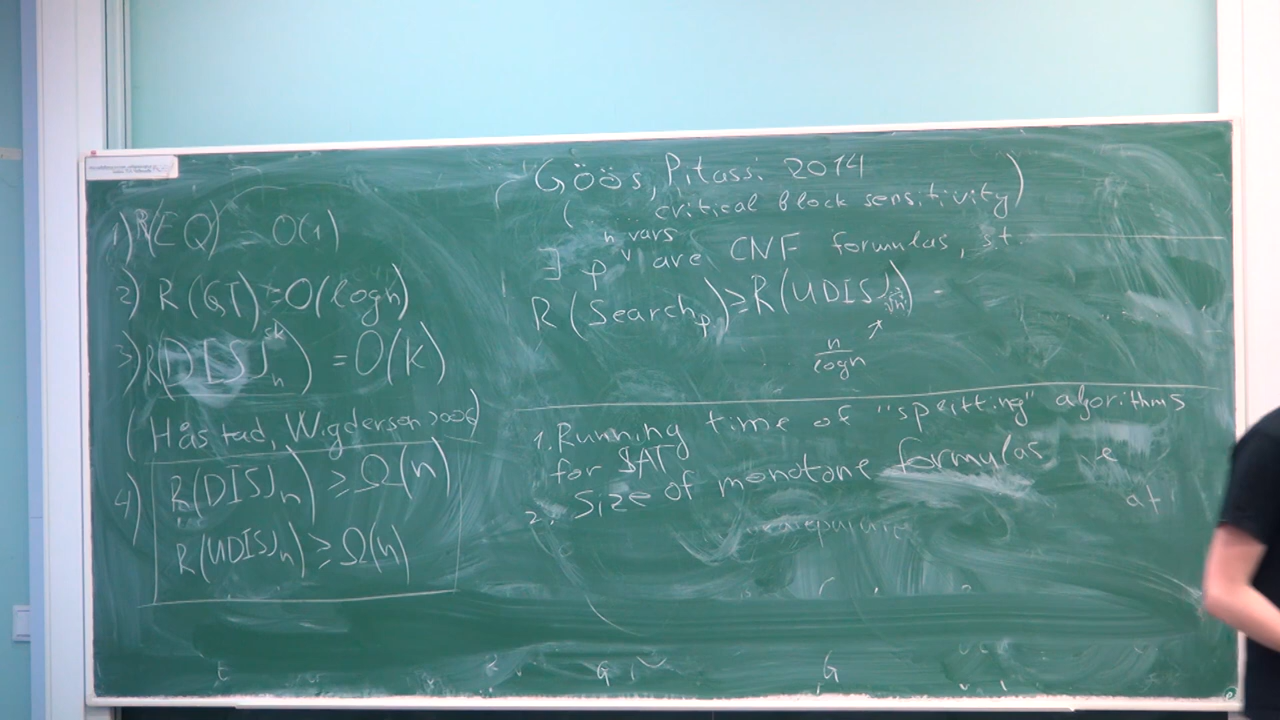 1) R(EQ) = O(1)
2) R(GT) = O(log n)
3) R(DISJ_n^{≤k}) = O(k)
(Håstad, Wigderson 2006)
4) R(DISJ_n) ≥ Ω(n)
R(UDISJ_n) ≥ Ω(n)
(Göös, Pitassi 2014
(critical block sensitivity)
n vars
∃ φ are CNF formulas, st.
R(Search_φ) ≥ R(UDISJ_{√n})
n / log n
1. Running time of "splitting" algorithms
for SAT
2. Size of monotone formulas